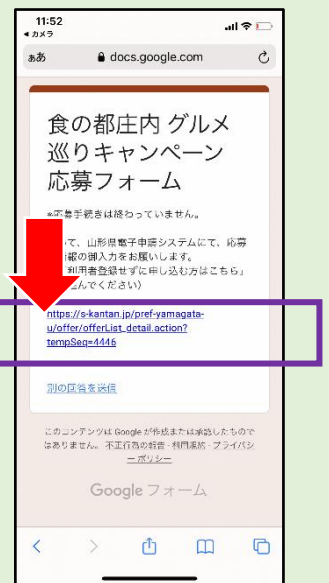 11:52
◀ カメラ
ああ docs.google.com
食の都庄内 グルメ
巡りキャンペーン
応募フォーム
※応募手続きは終わっていません。
て、山形県電子申請システムにて、応募
報の御入力をお願いします。
利用者登録せずに申し込む方はこちら」
んでください）
https://s-kantan.jp/pref-yamagata-
u/offer/offerList_detail.action?
tempSeq=4446
別の回答を送信
このコンテンツは Google が作成または承認したもので
はありません。 不正行為の報告 - 利用規約 - プライバシ
ー ポリシー
Google フォーム